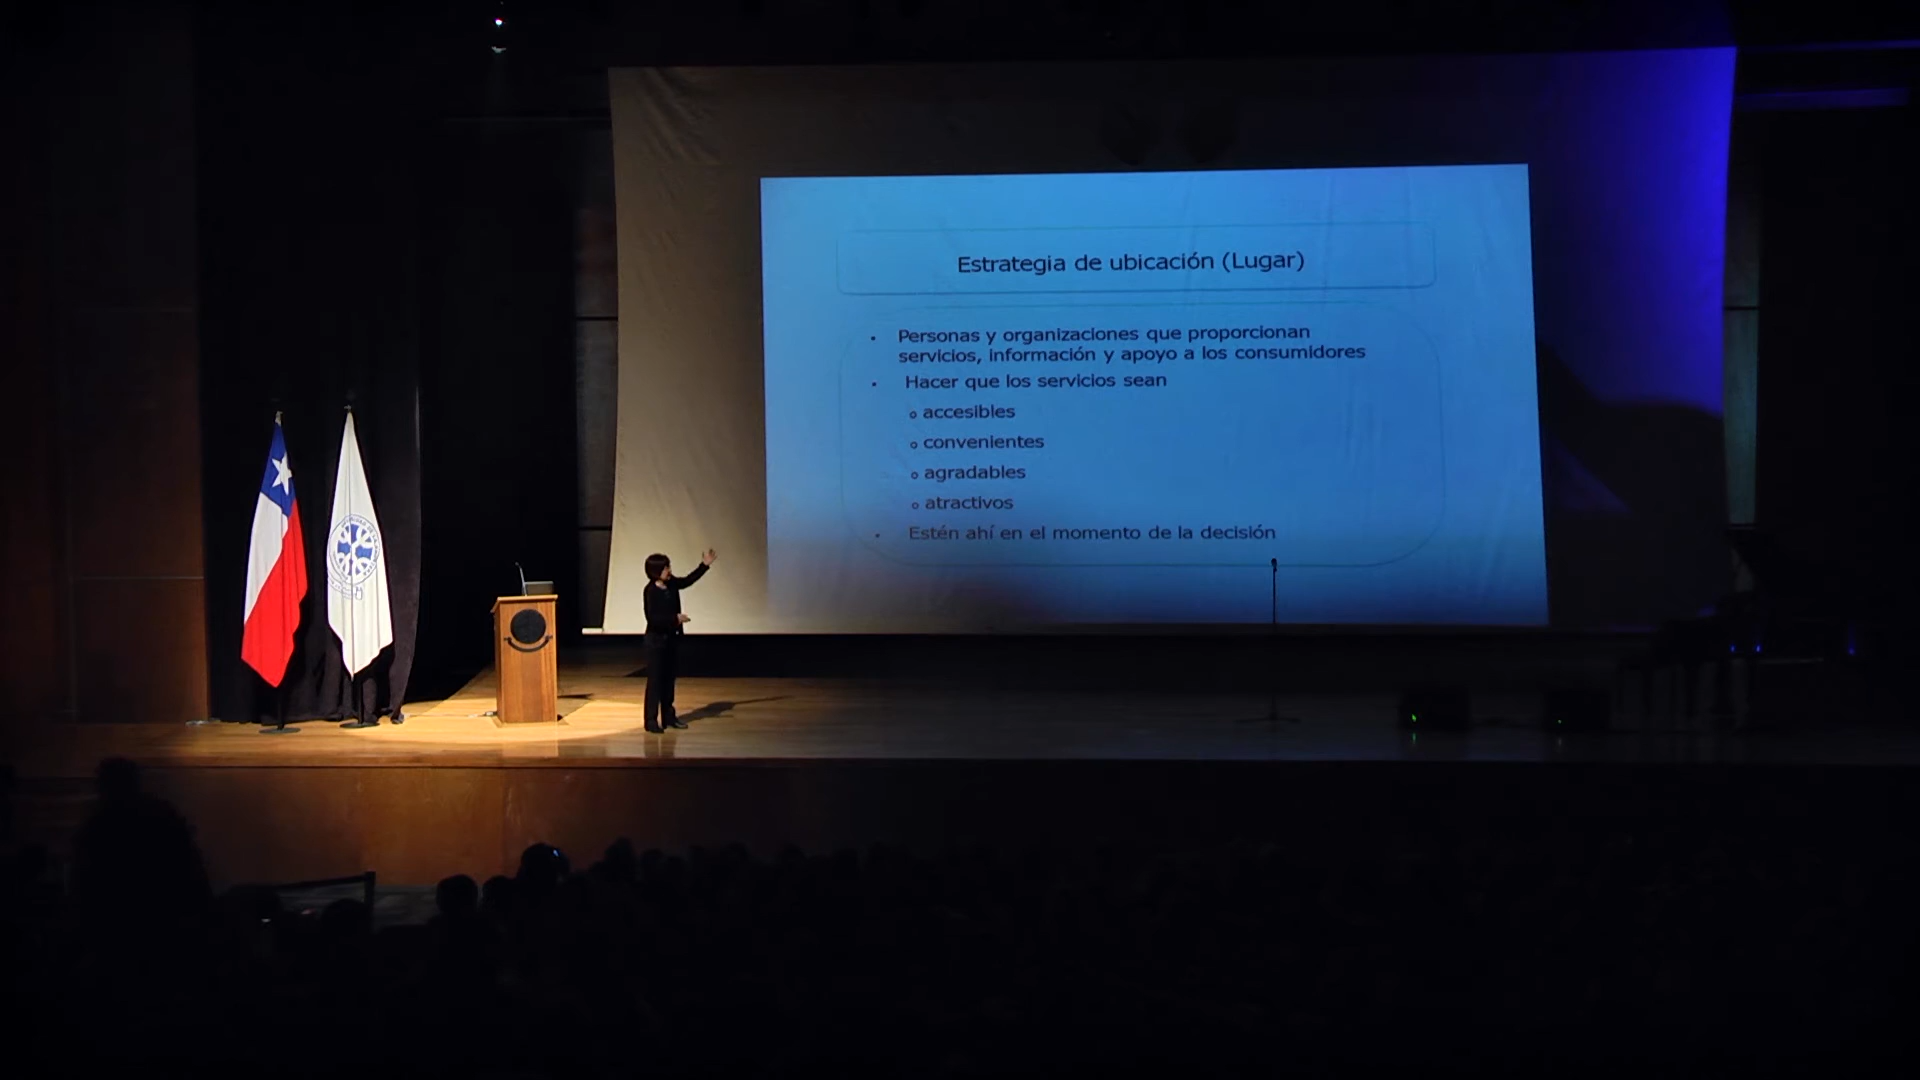 Estrategia de ubicación (Lugar)
• Personas y organizaciones que proporcionan
servicios, información y apoyo a los consumidores
• Hacer que los servicios sean
o accesibles
o convenientes
o agradables
o atractivos
• Estén ahí en el momento de la decisión